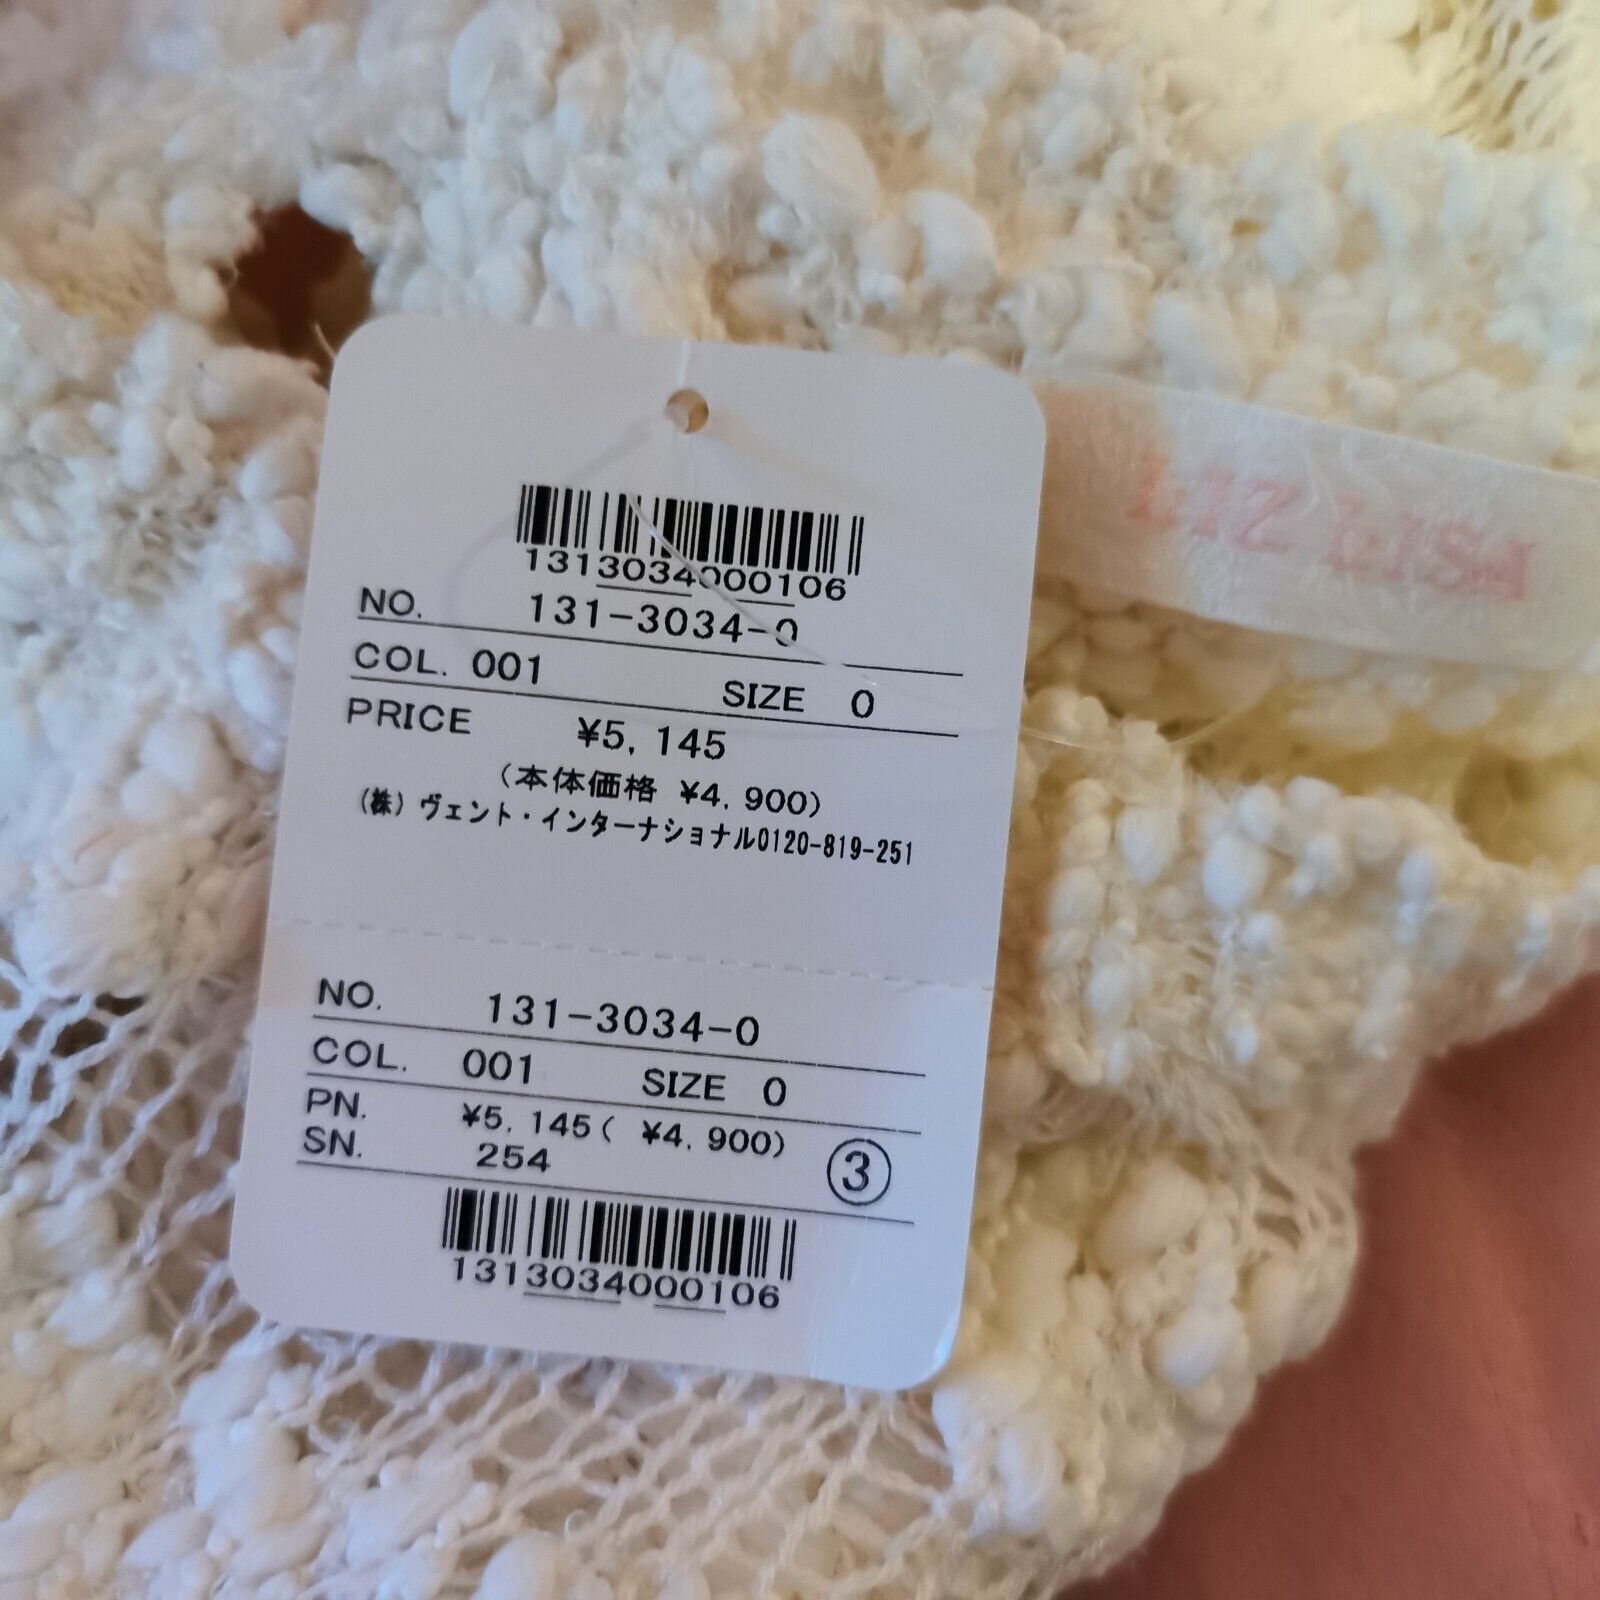 1313034000106
NO. 131-3034-0
COL. 001 SIZE 0
PRICE ¥5, 145
(本体価格 ¥4, 900)
(株) ヴェント・インターナショナル0120-819-251
NO. 131-3034-0
COL. 001 SIZE 0
PN. ¥5, 145( ¥4, 900)
SN. 254 ③
1313034000106
LIZ LISA